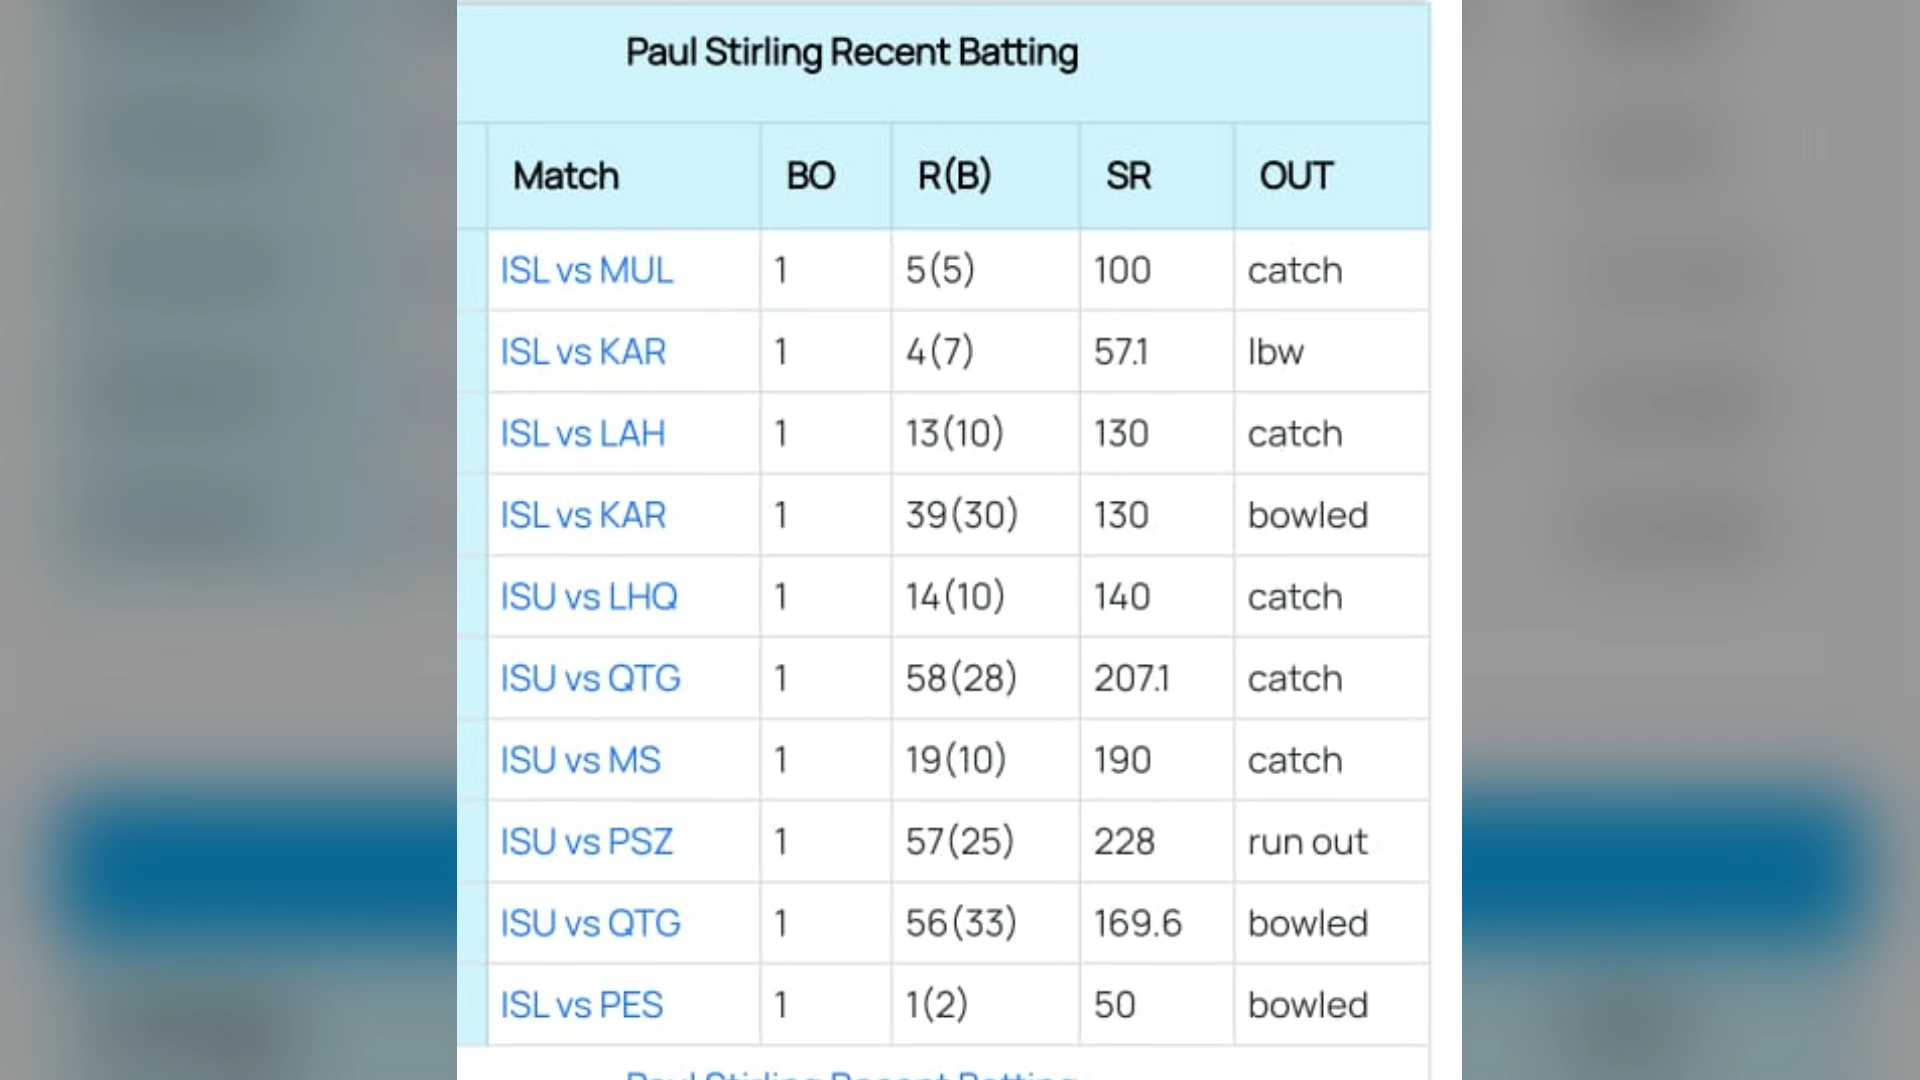 Paul Stirling Recent Batting
Match BO R(B) SR OUT
ISL vs MUL 1 5(5) 100 catch
ISL vs KAR 1 4(7) 57.1 lbw
ISL vs LAH 1 13(10) 130 catch
ISL vs KAR 1 39(30) 130 bowled
ISU vs LHQ 1 14(10) 140 catch
ISU vs QTG 1 58(28) 207.1 catch
ISU vs MS 1 19(10) 190 catch
ISU vs PSZ 1 57(25) 228 run out
ISU vs QTG 1 56(33) 169.6 bowled
ISL vs PES 1 1(2) 50 bowled
Paul Stirling Recent Batting